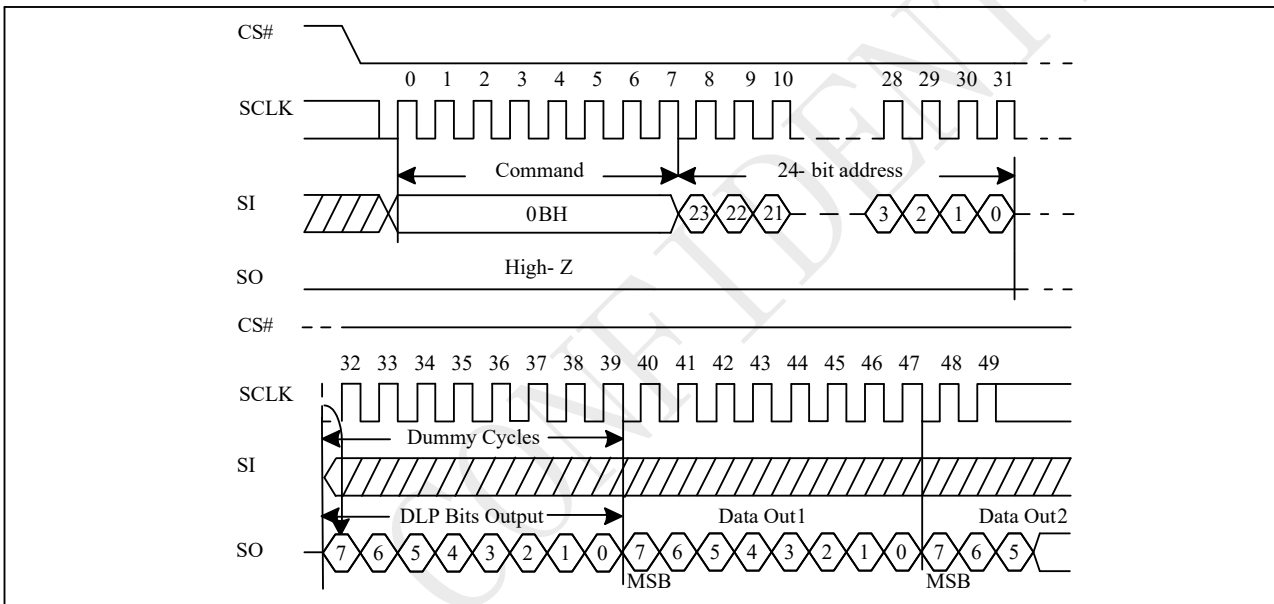 CS#
0 1 2 3 4 5 6 7 8 9 10 28 29 30 31
SCLK
Command 24- bit address
SI 0BH 23 22 21 3 2 1 0
High- Z
SO
CS#
32 33 34 35 36 37 38 39 40 41 42 43 44 45 46 47 48 49
SCLK
Dummy Cycles
SI
DLP Bits Output Data Out1 Data Out2
SO 7 6 5 4 3 2 1 0 7 6 5 4 3 2 1 0 7 6 5
MSB MSB
CONFIDENT